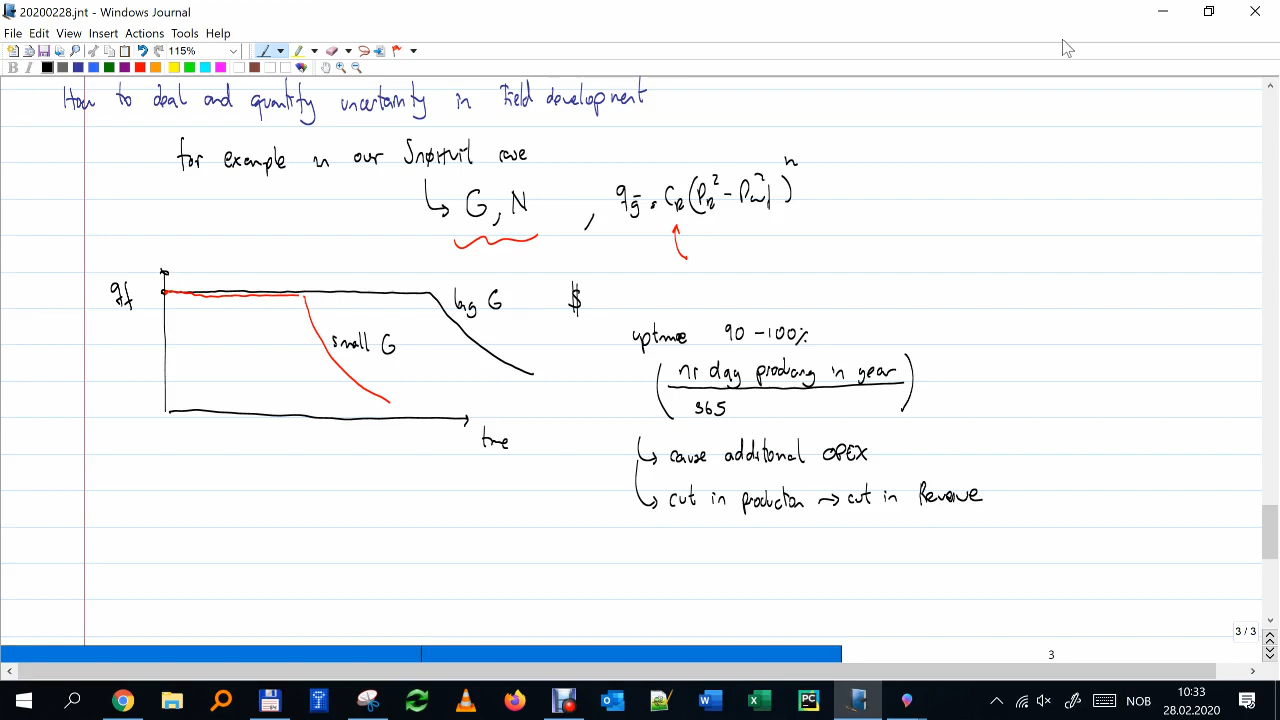 20200228.jnt - Windows Journal
File Edit View Insert Actions Tools Help
115%
B I
How to deal and quantify uncertainty in Field development
for example in our Snøhvit case
G, N , qg̅ = CR (PR² - Pwf²)ⁿ
qf
big G
$
small G
uptime 90 - 100%
nr day producing in year
365
time
cause additional OPEX
cut in production → cut in Revenue
3 / 3
3
NOB
10:33
28.02.2020